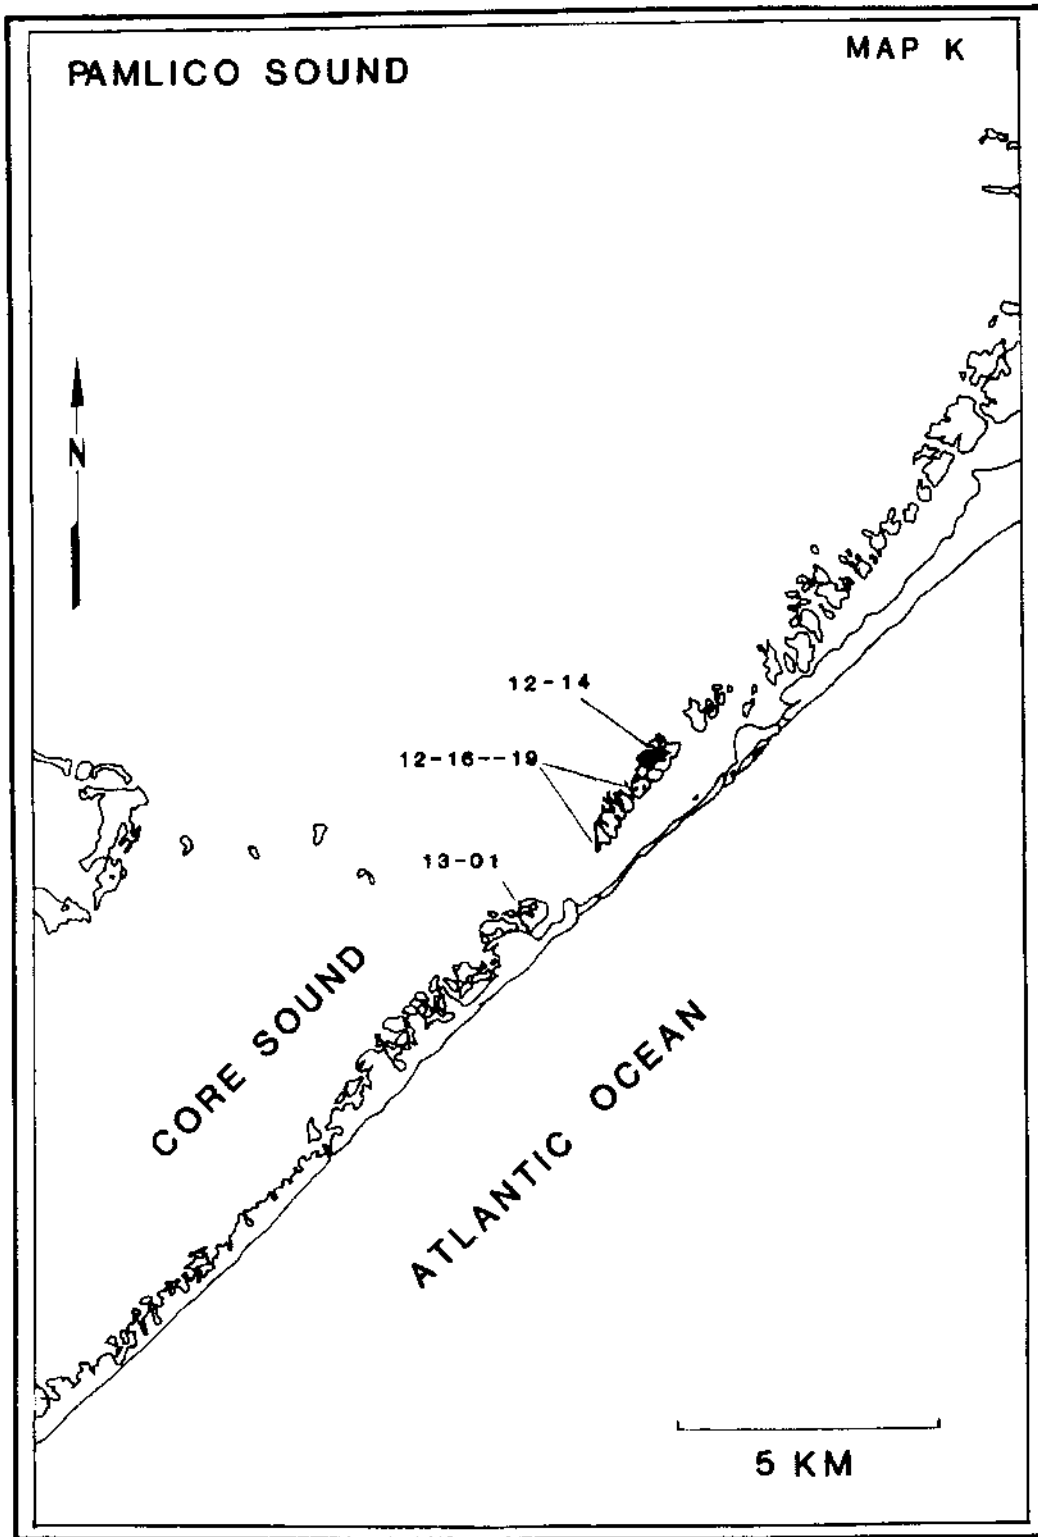 PAMLICO SOUND
MAP K
N
12-14
12-16--19
13-01
CORE SOUND
ATLANTIC OCEAN
5 KM